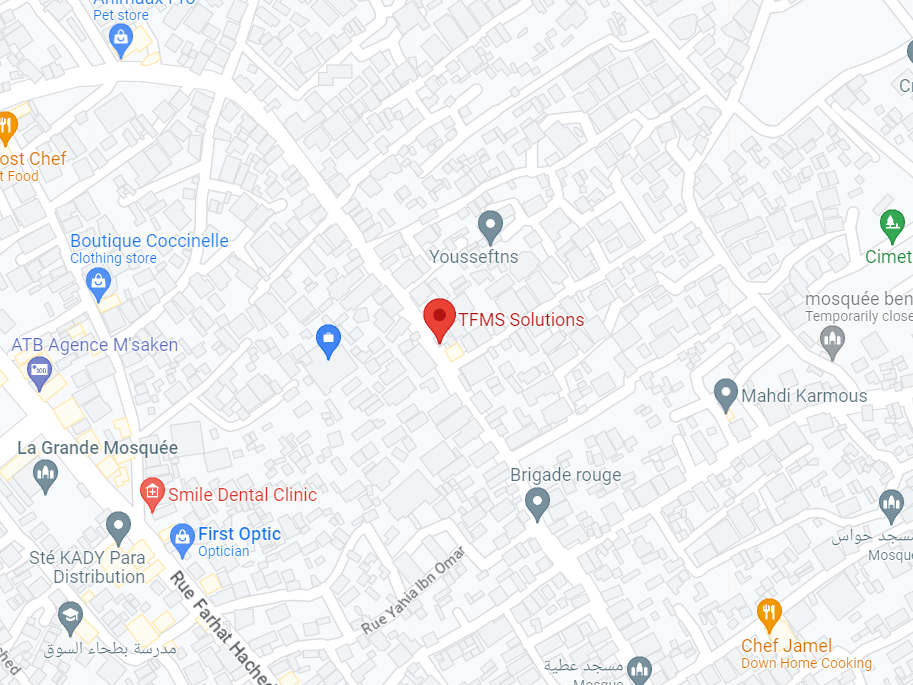 Animaux Pro
Pet store
ost Chef
t Food
Boutique Coccinelle
Clothing store
Yousseftns
Cimet
TFMS Solutions
mosquée ben
Temporarily close
ATB Agence M'saken
Mahdi Karmous
La Grande Mosquée
Brigade rouge
Smile Dental Clinic
First Optic
Optician
مسجد حواس
Mosque
Sté KADY Para
Distribution
Rue Yahia Ibn Omar
Rue Farhat Hached
مدرسة بطحاء السوق
Chef Jamel
Down Home Cooking
مسجد عطية
Mosque